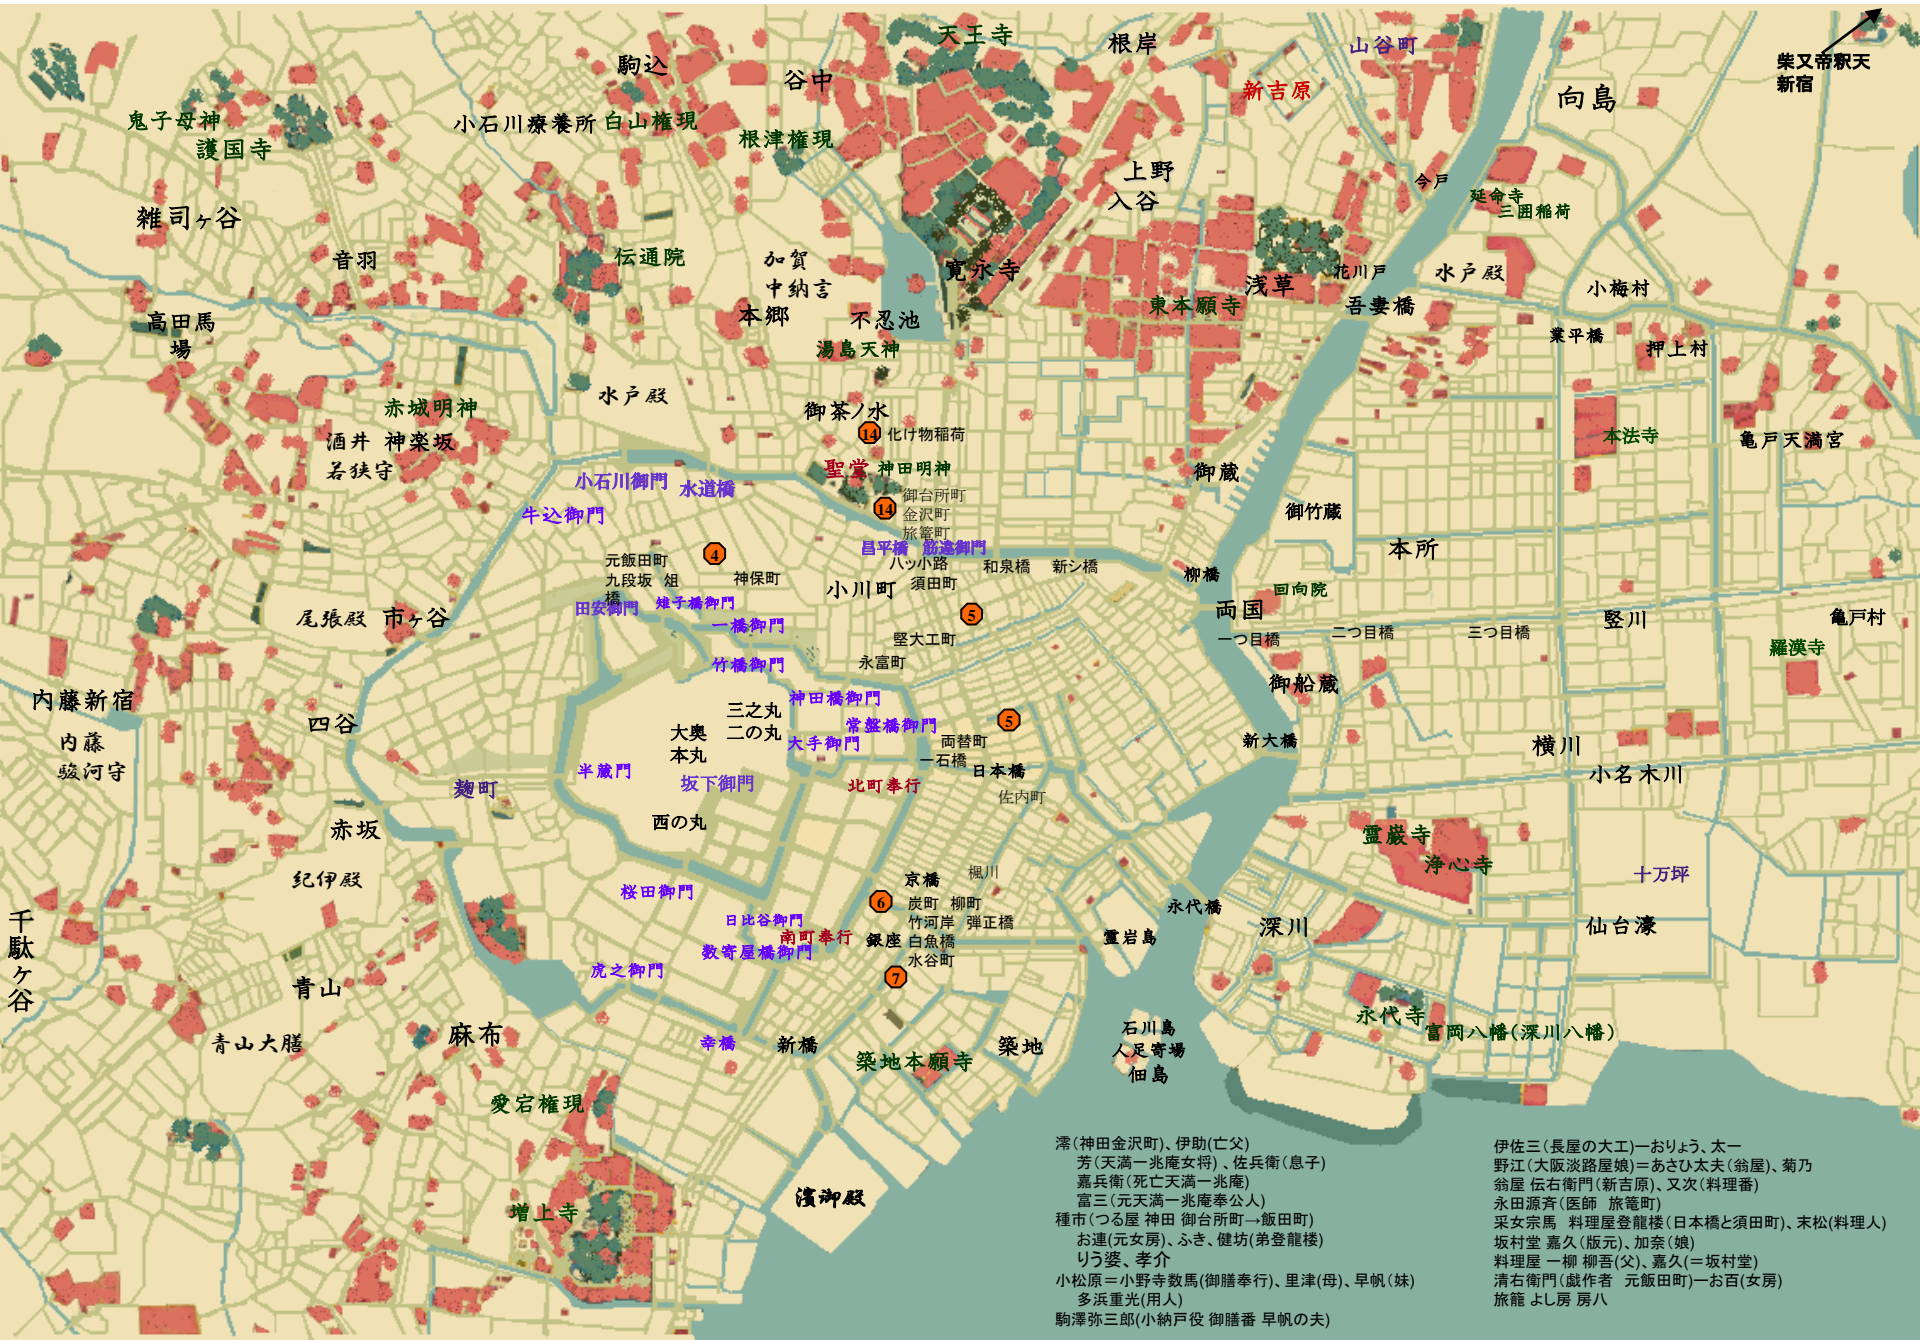 天王寺
根岸
山谷町
柴又帝釈天
新宿
駒込
谷中
新吉原
向島
鬼子母神
護国寺
小石川療養所
白山権現
根津権現
上野
入谷
今戸
延命寺
三囲稲荷
雑司ヶ谷
音羽
伝通院
加賀
中納言
寛永寺
浅草
花川戸
水戸殿
小梅村
高田馬
場
本郷
不忍池
東本願寺
吾妻橋
業平橋
押上村
湯島天神
水戸殿
赤城明神
御茶ノ水
14
化け物稲荷
酒井
若狭守
神楽坂
本法寺
亀戸天満宮
聖堂
神田明神
御蔵
小石川御門
水道橋
牛込御門
御台所町
14
金沢町
旅篭町
御竹蔵
昌平橋
筋違御門
本所
4
元飯田町
九段坂 俎
橋
神保町
八ッ小路
須田町
和泉橋
新シ橋
柳橋
小川町
回向院
田安御門
雉子橋御門
両国
5
竪川
亀戸村
尾張殿
市ヶ谷
一橋御門
堅大工町
一つ目橋
二つ目橋
三つ目橋
羅漢寺
竹橋御門
永富町
御船蔵
内藤新宿
神田橋御門
四谷
三之丸
二の丸
常盤橋御門
5
大奥
本丸
大手御門
両替町
一石橋
新大橋
内藤
駿河守
半蔵門
日本橋
横川
小名木川
麹町
坂下御門
北町奉行
佐内町
赤坂
西の丸
霊巌寺
浄心寺
紀伊殿
京橋
楓川
十万坪
桜田御門
6
炭町 柳町
永代橋
千駄ヶ谷
日比谷御門
竹河岸 弾正橋
深川
仙台濠
南町奉行
銀座
白魚橋
霊岩島
数寄屋橋御門
水谷町
虎之御門
7
青山
永代寺
富岡八幡(深川八幡)
青山大膳
麻布
幸橋
新橋
築地本願寺
築地
石川島
人足寄場
佃島
愛宕権現
濱御殿
増上寺
澪(神田金沢町)、伊助(亡父)
芳(天満一兆庵女将)、佐兵衛(息子)
嘉兵衛(死亡天満一兆庵)
富三(元天満一兆庵奉公人)
種市(つる屋 神田 御台所町→飯田町)
お連(元女房)、ふき、健坊(弟登龍楼)
りう婆、孝介
小松原=小野寺数馬(御膳奉行)、里津(母)、早帆(妹)
多浜重光(用人)
駒澤弥三郎(小納戸役 御膳番 早帆の夫)
伊佐三(長屋の大工)―おりょう、太一
野江(大阪淡路屋娘)=あさひ太夫(翁屋)、菊乃
翁屋 伝右衛門(新吉原)、又次(料理番)
永田源斉(医師 旅篭町)
采女宗馬 料理屋登龍楼(日本橋と須田町)、末松(料理人)
坂村堂 嘉久(版元)、加奈(娘)
料理屋 一柳 柳吾(父)、嘉久(=坂村堂)
清右衛門(戯作者 元飯田町)―お百(女房)
旅籠 よし房 房八